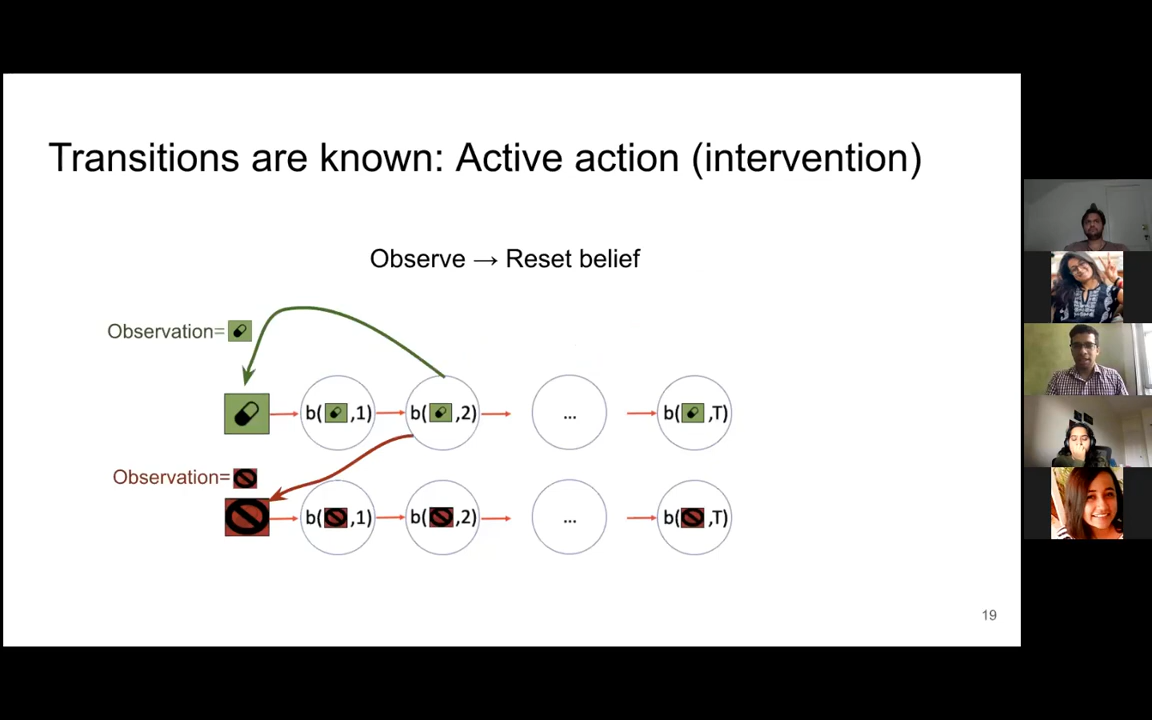 Transitions are known: Active action (intervention)
Observe → Reset belief
Observation=
b( ,1)
b( ,2)
...
b( ,T)
Observation=
b( ,1)
b( ,2)
...
b( ,T)
19